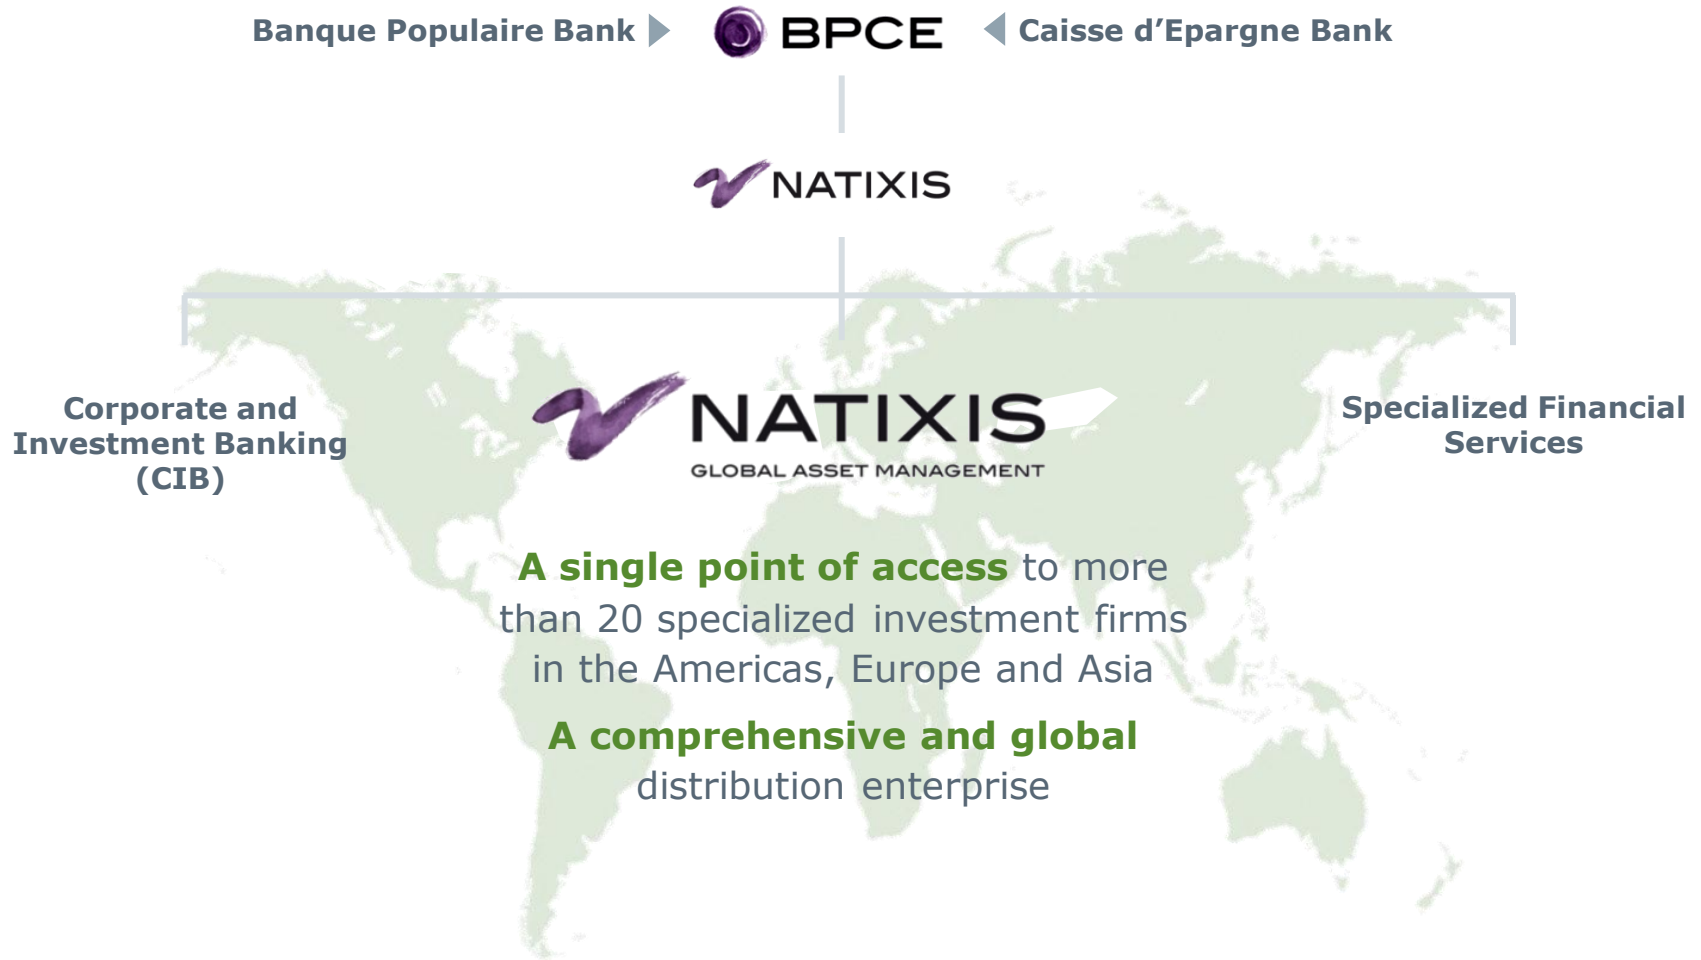 Banque Populaire Bank
BPCE
Caisse d’Epargne Bank
NATIXIS
Corporate and
Investment Banking
(CIB)
NATIXIS
GLOBAL ASSET MANAGEMENT
Specialized Financial
Services
A single point of access to more
than 20 specialized investment firms
in the Americas, Europe and Asia
A comprehensive and global
distribution enterprise